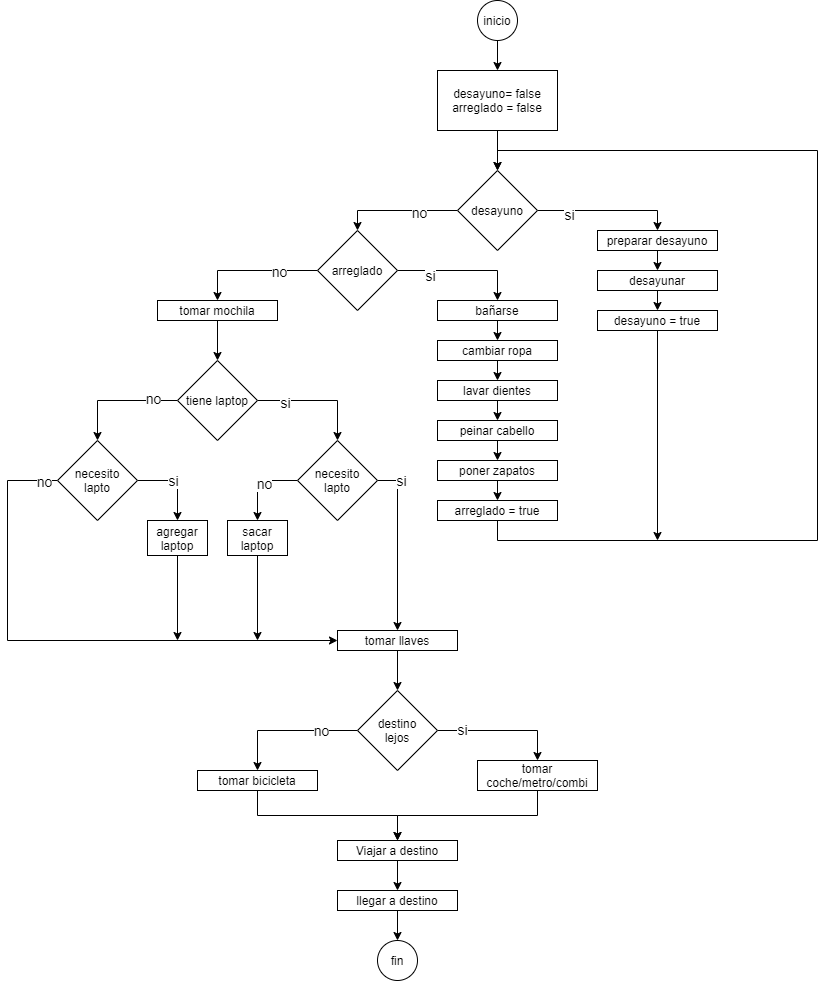 inicio
desayuno= false
arreglado = false
desayuno
no
si
preparar desayuno
desayunar
desayuno = true
arreglado
no
si
tomar mochila
bañarse
cambiar ropa
lavar dientes
peinar cabello
poner zapatos
arreglado = true
tiene laptop
no
si
necesito
lapto
no
si
necesito
lapto
no
si
agregar
laptop
sacar
laptop
tomar llaves
destino
lejos
no
si
tomar bicicleta
tomar
coche/metro/combi
Viajar a destino
llegar a destino
fin